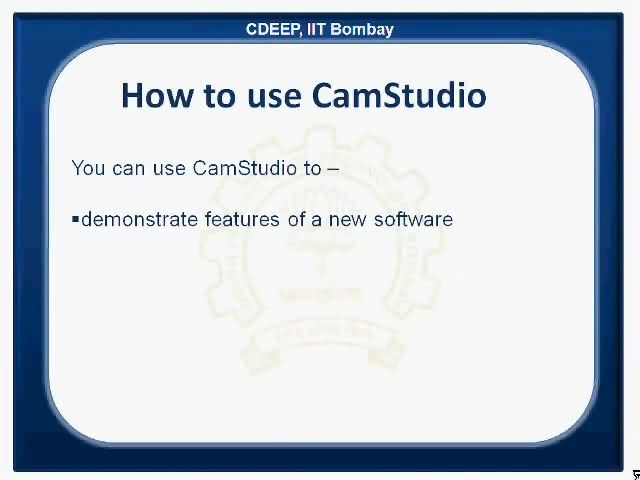 CDEEP, IIT Bombay
How to use CamStudio
You can use CamStudio to –
▪demonstrate features of a new software